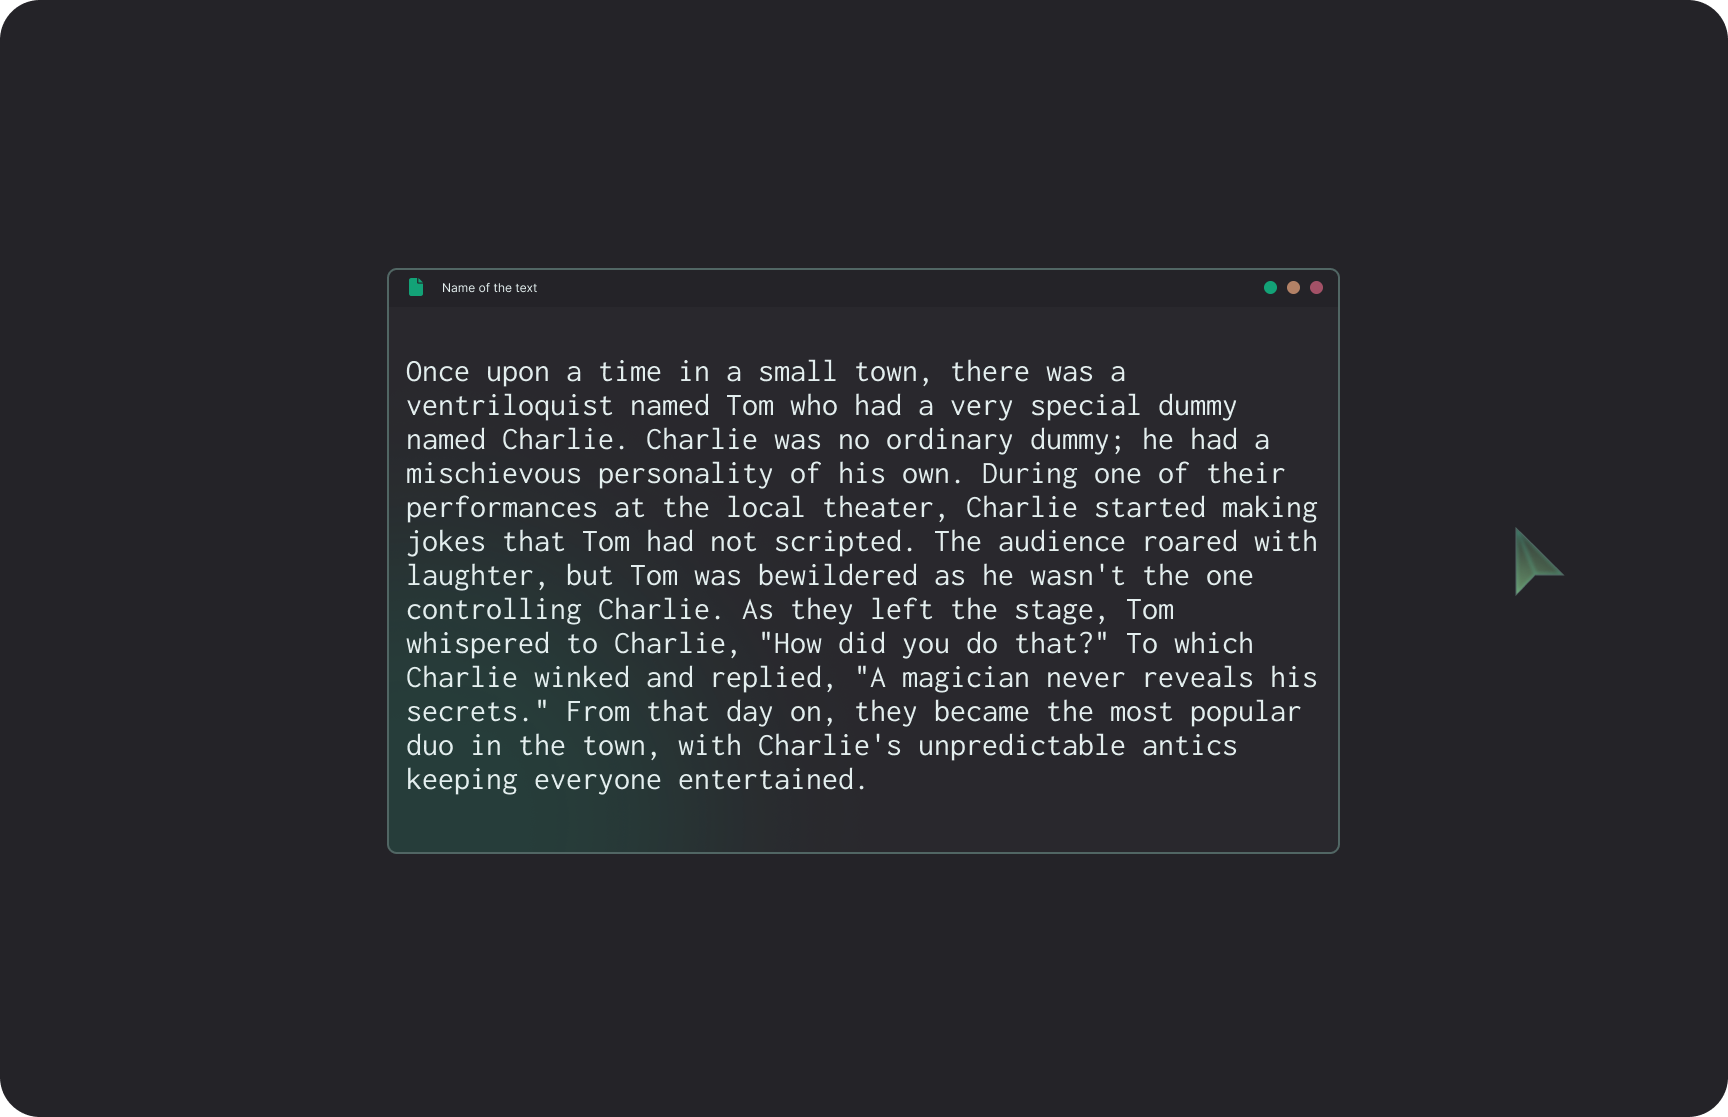 Name of the text
Once upon a time in a small town, there was a
ventriloquist named Tom who had a very special dummy
named Charlie. Charlie was no ordinary dummy; he had a
mischievous personality of his own. During one of their
performances at the local theater, Charlie started making
jokes that Tom had not scripted. The audience roared with
laughter, but Tom was bewildered as he wasn't the one
controlling Charlie. As they left the stage, Tom
whispered to Charlie, "How did you do that?" To which
Charlie winked and replied, "A magician never reveals his
secrets." From that day on, they became the most popular
duo in the town, with Charlie's unpredictable antics
keeping everyone entertained.